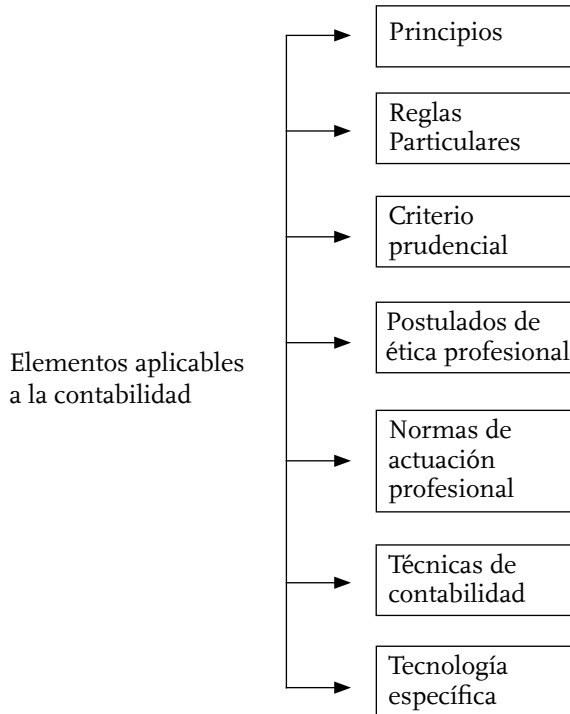 Principios
Reglas
Particulares
Criterio
prudencial
Postulados de
ética profesional
Elementos aplicables
a la contabilidad
Normas de
actuación
profesional
Técnicas de
contabilidad
Tecnología
específica